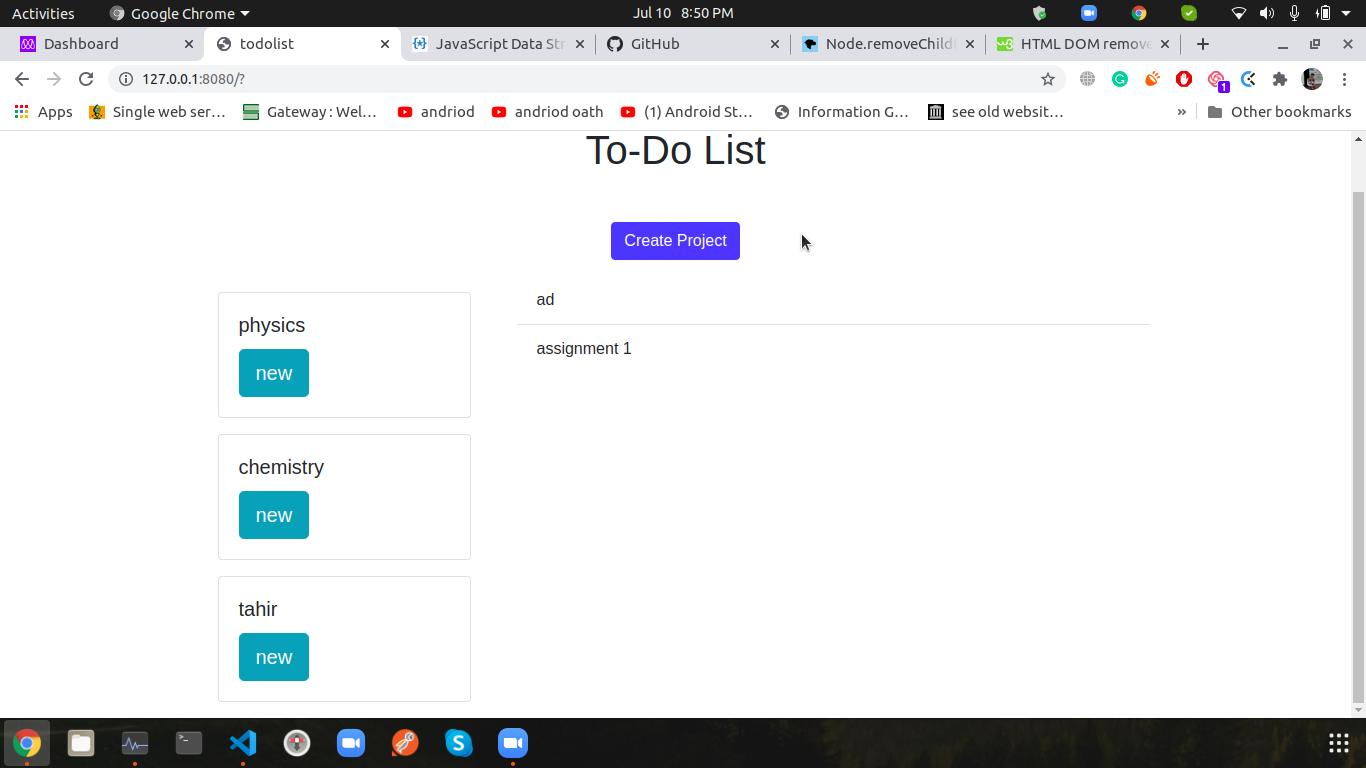 Activities Google Chrome Jul 10 8:50 PM
Dashboard todolist JavaScript Data Str GitHub Node.removeChild( HTML DOM remove
127.0.0.1:8080/? 1
Apps Single web ser… Gateway : Wel… andriod andriod oath (1) Android St… Information G… see old websit… » Other bookmarks
To-Do List
Create Project
physics
new
chemistry
new
tahir
new
ad
assignment 1